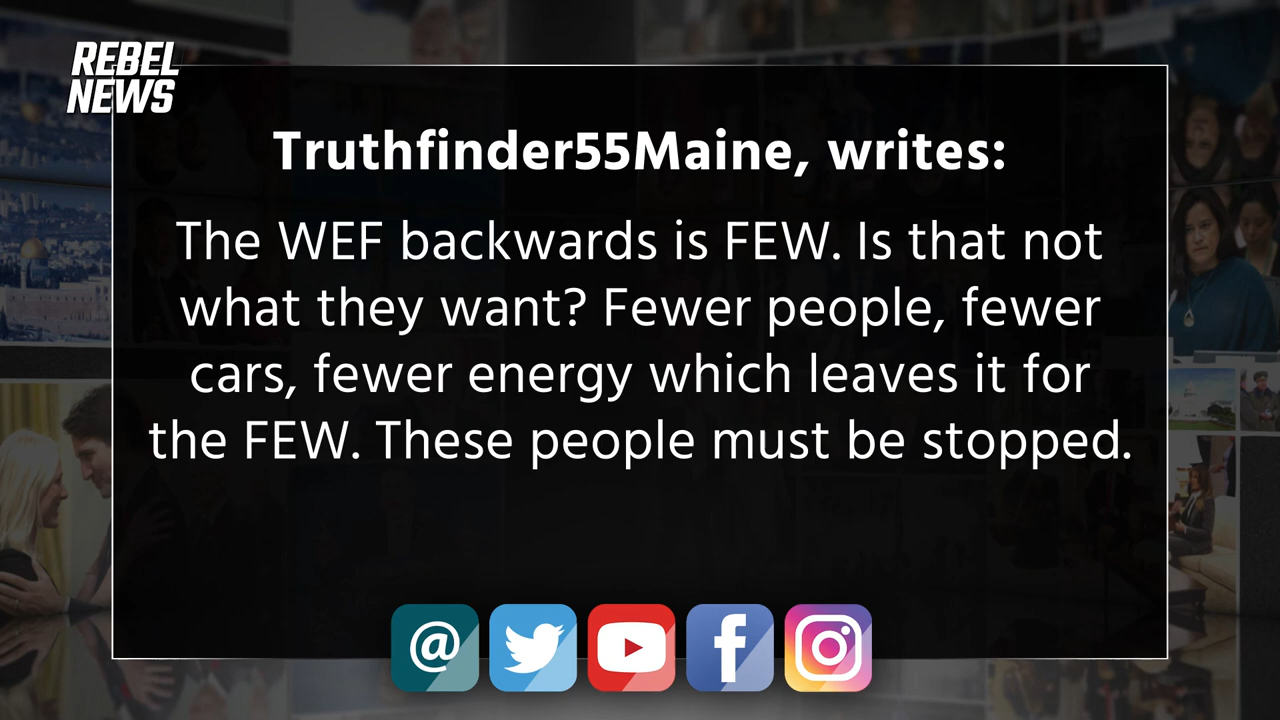 REBEL
NEWS
Truthfinder55Maine, writes:
The WEF backwards is FEW. Is that not
what they want? Fewer people, fewer
cars, fewer energy which leaves it for
the FEW. These people must be stopped.